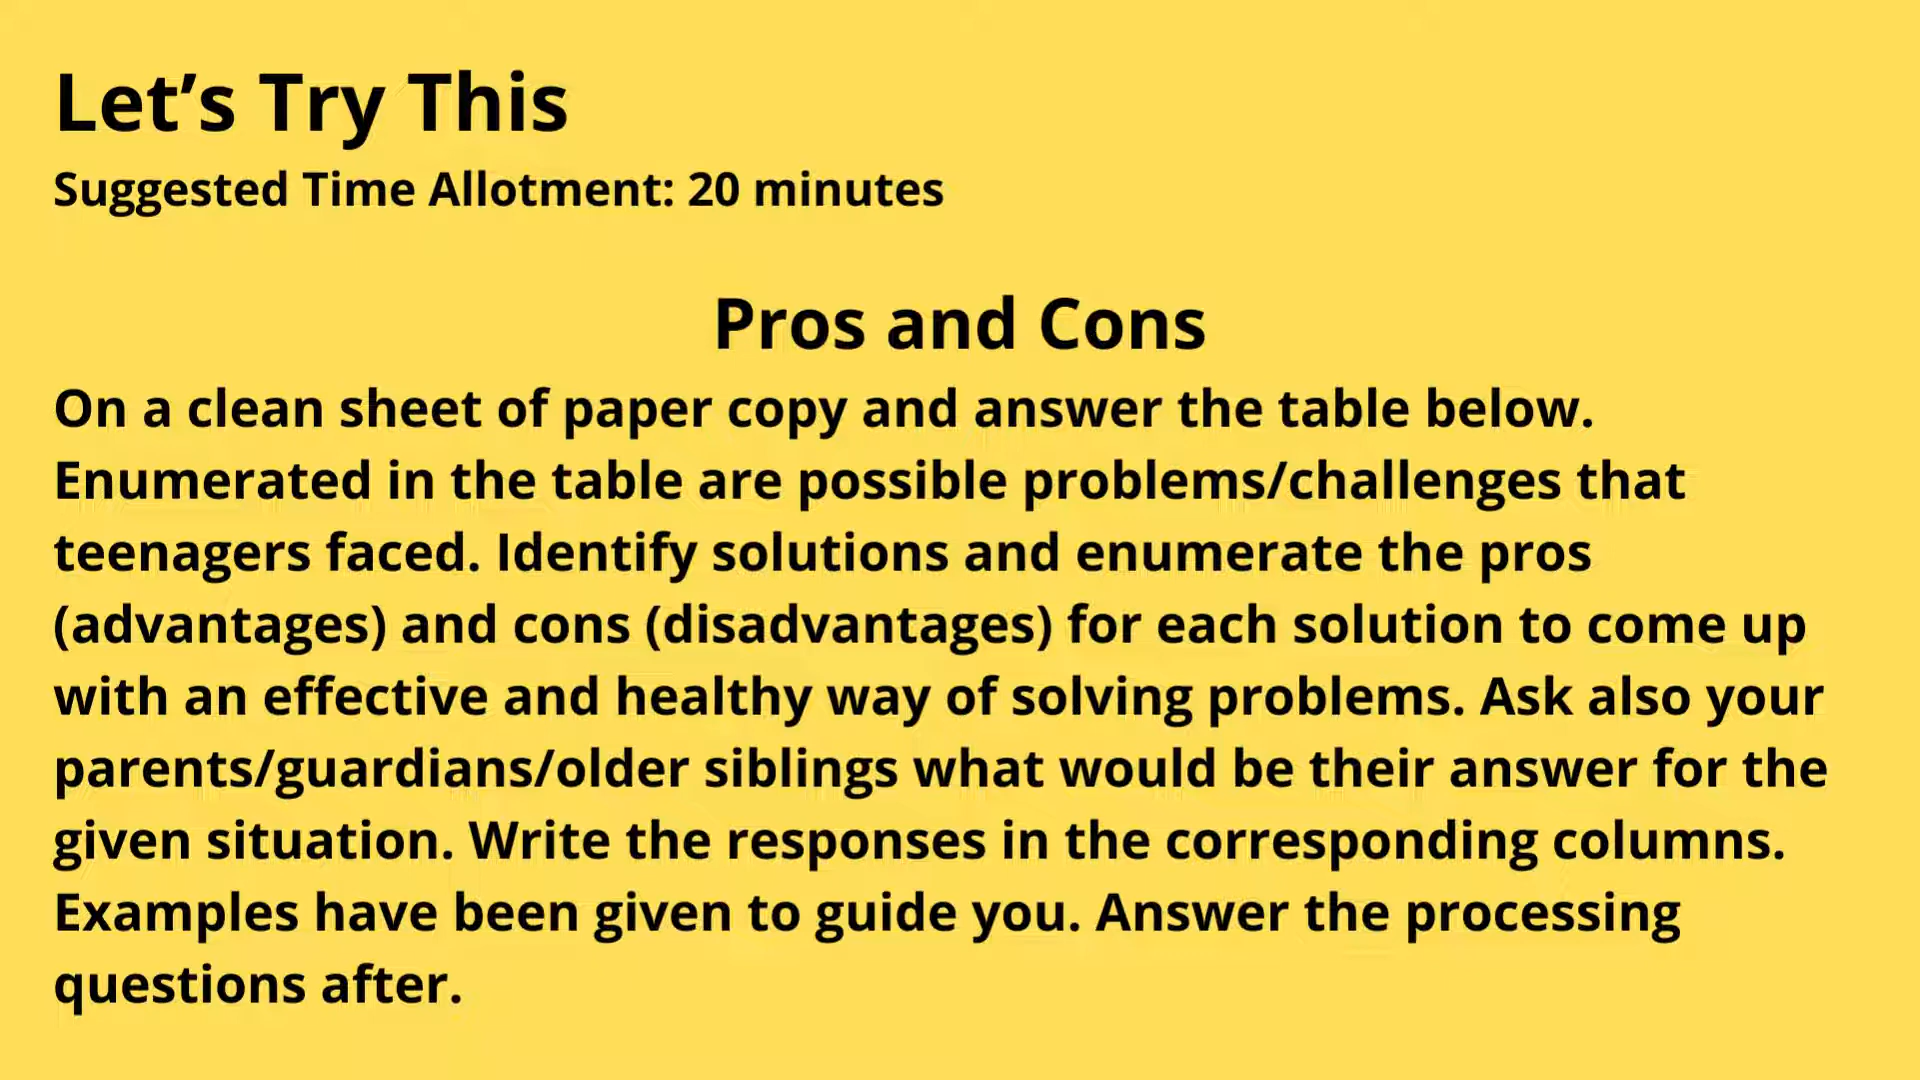 Let’s Try This
Suggested Time Allotment: 20 minutes
Pros and Cons
On a clean sheet of paper copy and answer the table below.
Enumerated in the table are possible problems/challenges that
teenagers faced. Identify solutions and enumerate the pros
(advantages) and cons (disadvantages) for each solution to come up
with an effective and healthy way of solving problems. Ask also your
parents/guardians/older siblings what would be their answer for the
given situation. Write the responses in the corresponding columns.
Examples have been given to guide you. Answer the processing
questions after.